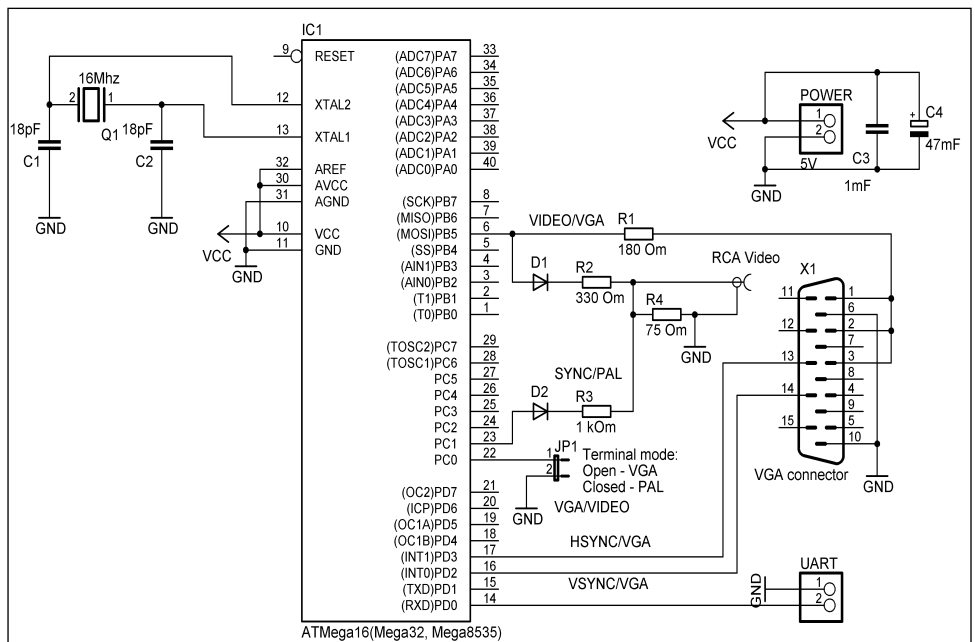 IC1
9
RESET
12
XTAL2
13
XTAL1
32
AREF
30
AVCC
31
AGND
10
VCC
11
GND
(ADC7)PA7
33
(ADC6)PA6
34
(ADC5)PA5
35
(ADC4)PA4
36
(ADC3)PA3
37
(ADC2)PA2
38
(ADC1)PA1
39
(ADC0)PA0
40
(SCK)PB7
8
(MISO)PB6
7
(MOSI)PB5
6
(SS)PB4
5
(AIN1)PB3
4
(AIN0)PB2
3
(T1)PB1
2
(T0)PB0
1
(TOSC2)PC7
29
(TOSC1)PC6
28
PC5
27
PC4
26
PC3
25
PC2
24
PC1
23
PC0
22
(OC2)PD7
21
(ICP)PD6
20
(OC1A)PD5
19
(OC1B)PD4
18
(INT1)PD3
17
(INT0)PD2
16
(TXD)PD1
15
(RXD)PD0
14
ATMega16(Mega32, Mega8535)
16Mhz
2
1
Q1
18pF
C1
18pF
C2
GND
GND
VCC
GND
POWER
1
2
5V
VCC
GND
C3
1mF
+
C4
47mF
VIDEO/VGA
R1
180 Om
D1
R2
330 Om
RCA Video
R4
75 Om
GND
SYNC/PAL
D2
R3
1 kOm
JP1
1
2
Terminal mode:
Open - VGA
Closed - PAL
VGA/VIDEO
GND
HSYNC/VGA
VSYNC/VGA
X1
11
12
13
14
15
1
6
2
7
3
8
4
9
5
10
VGA connector
GND
UART
1
2
GND